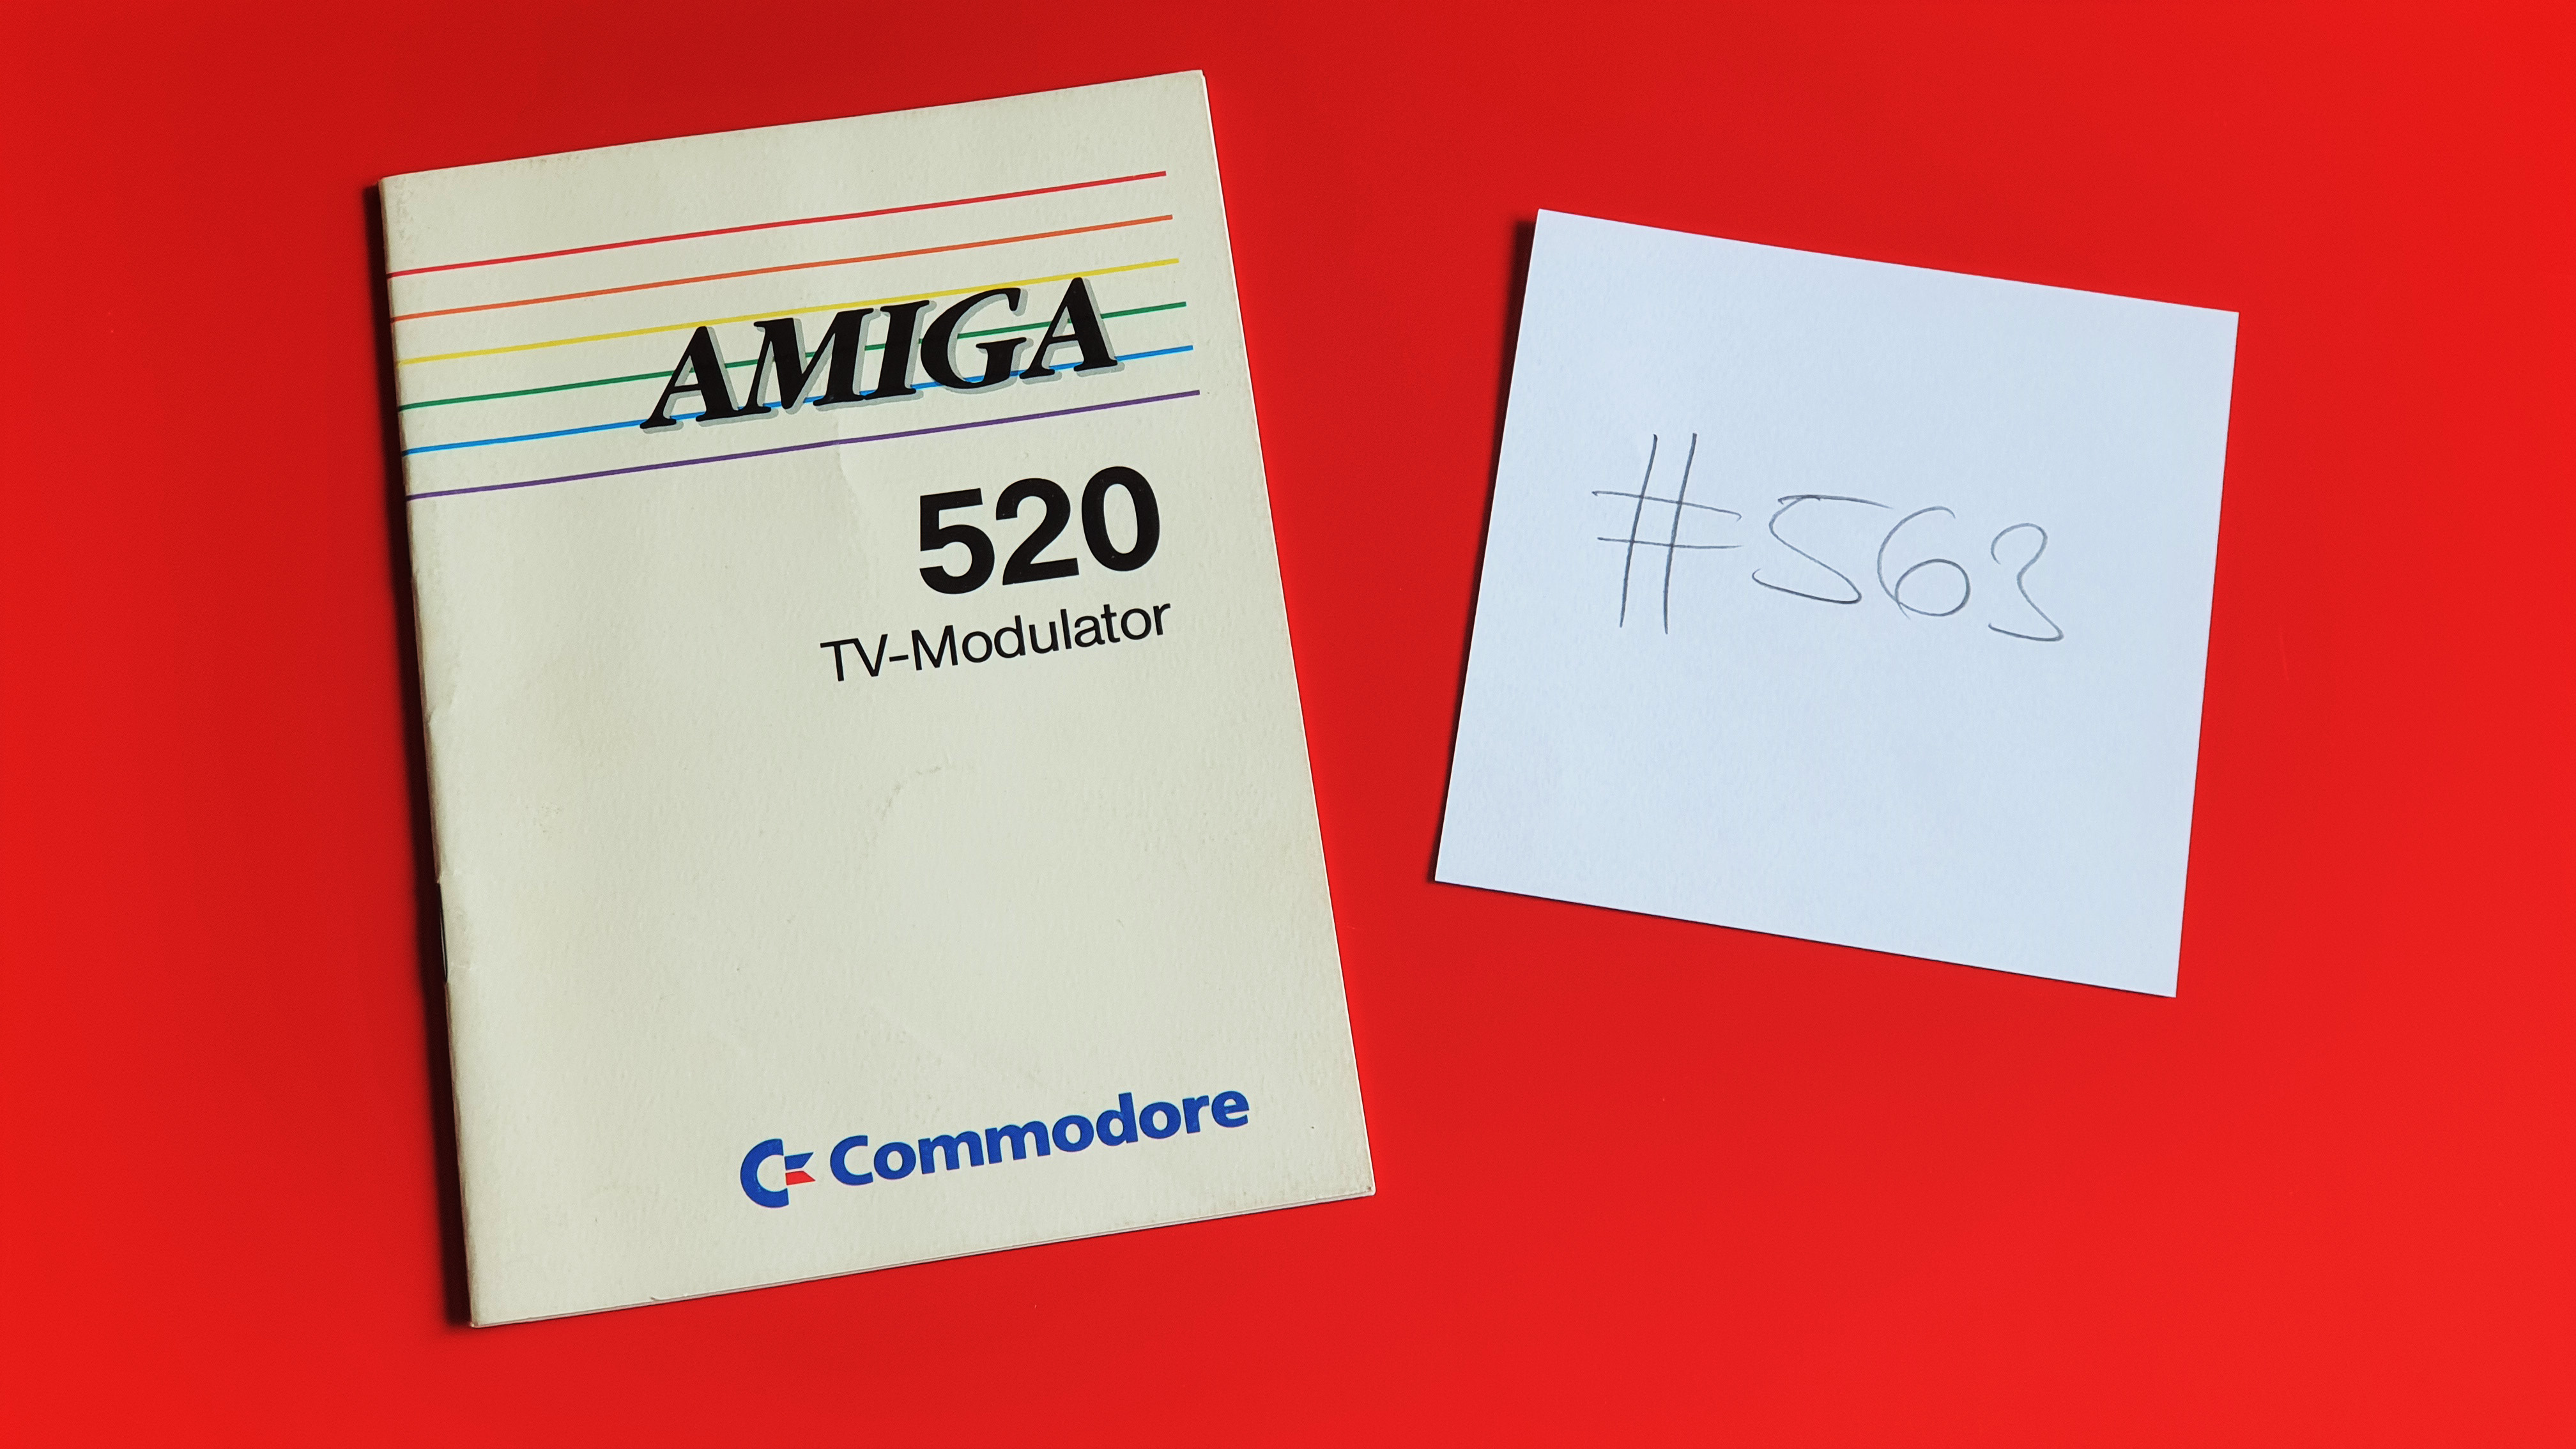 AMIGA
520
TV-Modulator
Commodore
#563